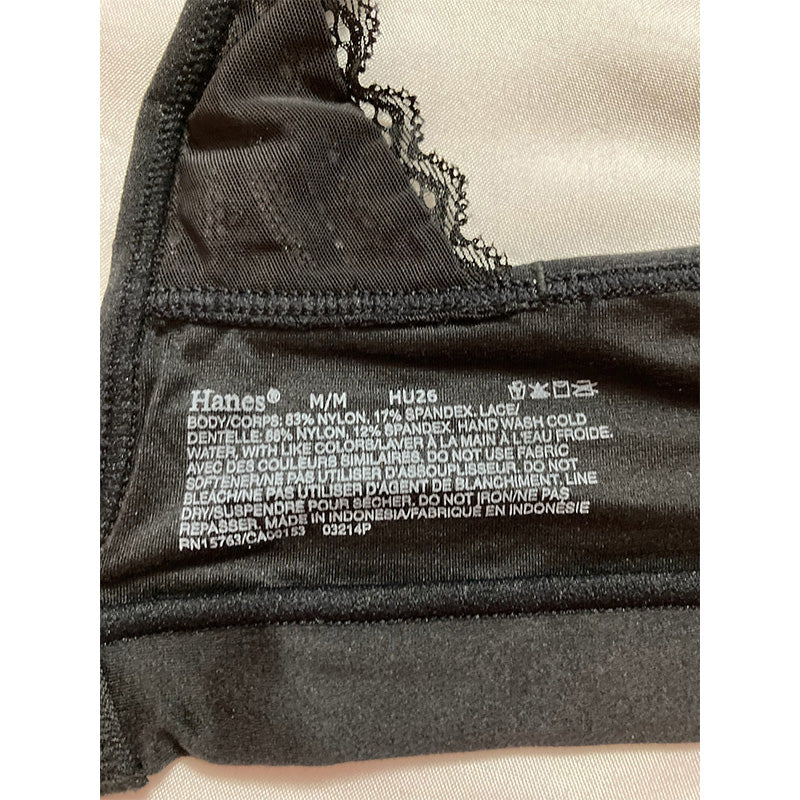 Hanes® M/M HU26
BODY/CORPS: 83% NYLON, 17% SPANDEX. LACE/
DENTELLE: 88% NYLON, 12% SPANDEX. HAND WASH COLD
WATER, WITH LIKE COLORS/LAVER À LA MAIN À L'EAU FROIDE.
AVEC DES COULEURS SIMILAIRES. DO NOT USE FABRIC
SOFTENER/NE PAS UTILISER D'ASSOUPLISSEUR. DO NOT
BLEACH/NE PAS UTILISER D'AGENT DE BLANCHIMENT, LINE
DRY/SUSPENDRE POUR SÉCHER. DO NOT IRON/NE PAS
REPASSER. MADE IN INDONESIA/FABRIQUÉ EN INDONÉSIE
RN15763/CA00153 03214P